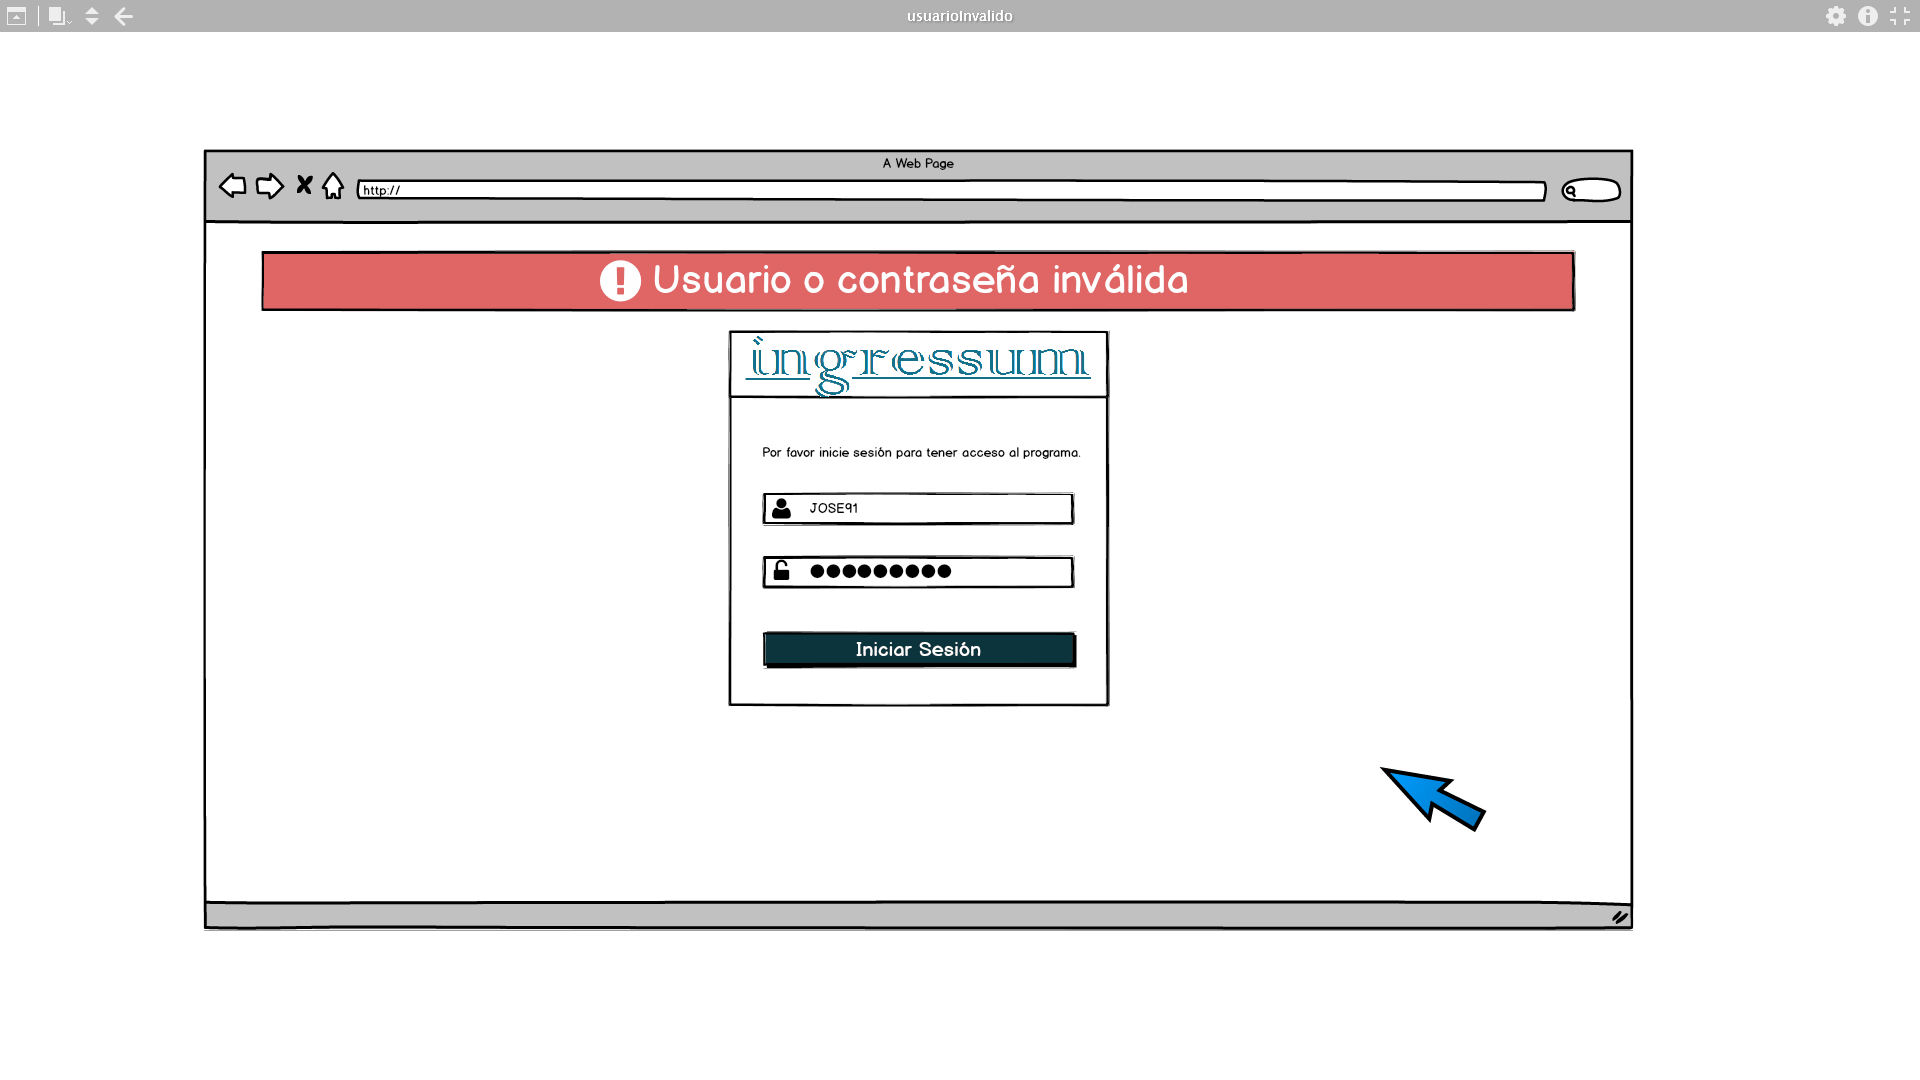 usuarioInvalido
A Web Page
http://
Usuario o contraseña inválida
ingressum
Por favor inicie sesión para tener acceso al programa.
JOSE91
Iniciar Sesión